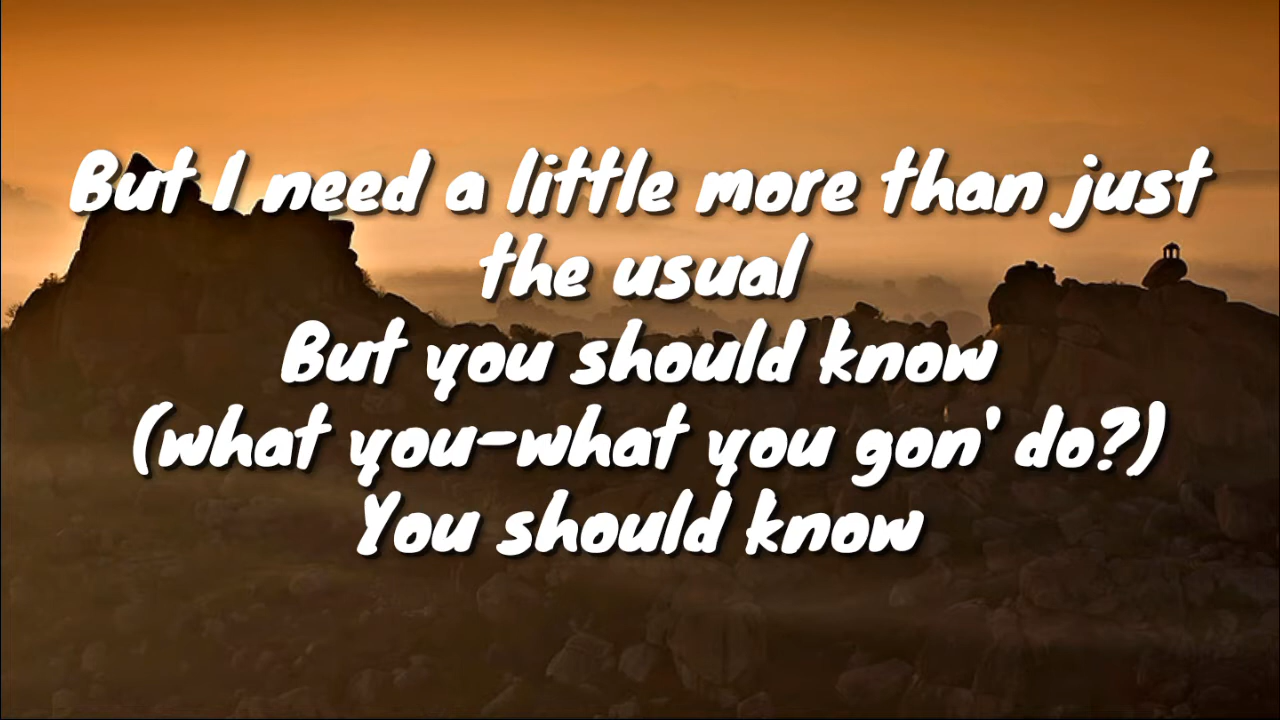 But I need a little more than just
the usual
But you should know
(what you-what you gon' do?)
You should know